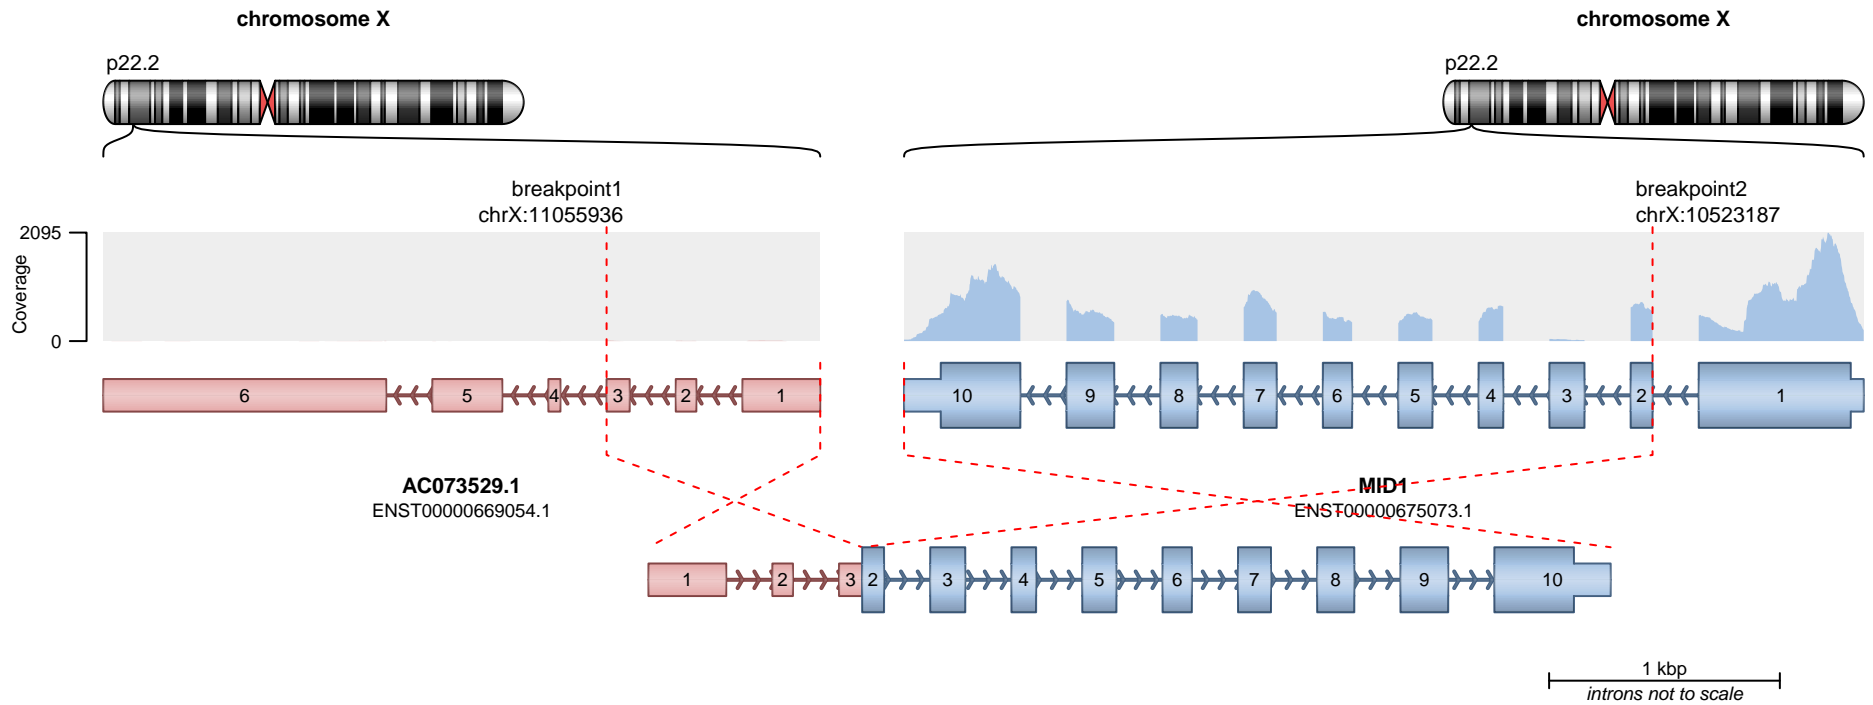 chromosome X
chromosome X
p22.2
p22.2
breakpoint1
chrX:11055936
breakpoint2
chrX:10523187
2095
Coverage
0
6 5 4 3 2 1
10 9 8 7 6 5 4 3 2 1
AC073529.1
ENST00000669054.1
MID1
ENST00000675073.1
1 2 3 2 3 4 5 6 7 8 9 10
1 kbp
introns not to scale